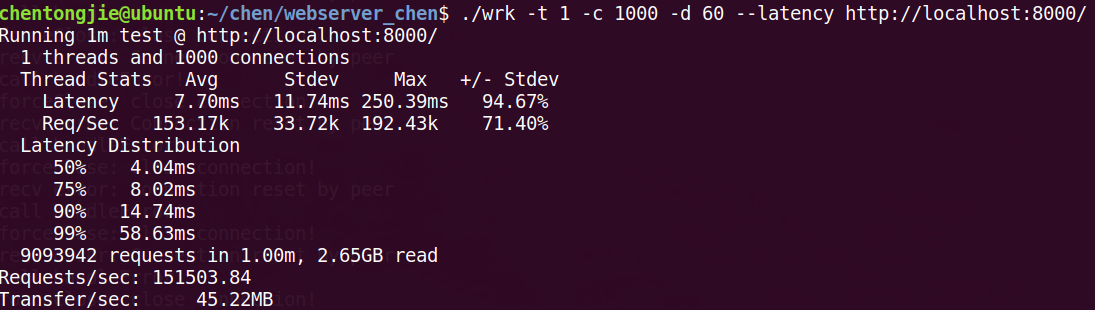 chentongjie@ubuntu:~/chen/webserver_chen$ ./wrk -t 1 -c 1000 -d 60 --latency http://localhost:8000/
Running 1m test @ http://localhost:8000/
  1 threads and 1000 connections
  Thread Stats   Avg      Stdev     Max   +/- Stdev
    Latency     7.70ms   11.74ms 250.39ms   94.67%
    Req/Sec   153.17k    33.72k  192.43k    71.40%
  Latency Distribution
     50%    4.04ms
     75%    8.02ms
     90%   14.74ms
     99%   58.63ms
  9093942 requests in 1.00m, 2.65GB read
Requests/sec: 151503.84
Transfer/sec:     45.22MB